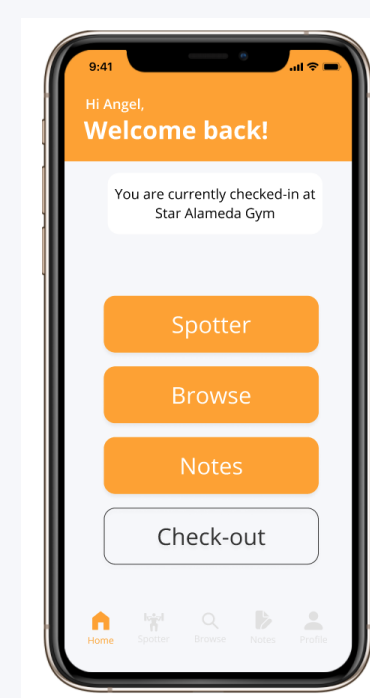 9:41
Hi Angel,
Welcome back!
You are currently checked-in at
Star Alameda Gym
Spotter
Browse
Notes
Check-out
Home Spotter Browse Notes Profile